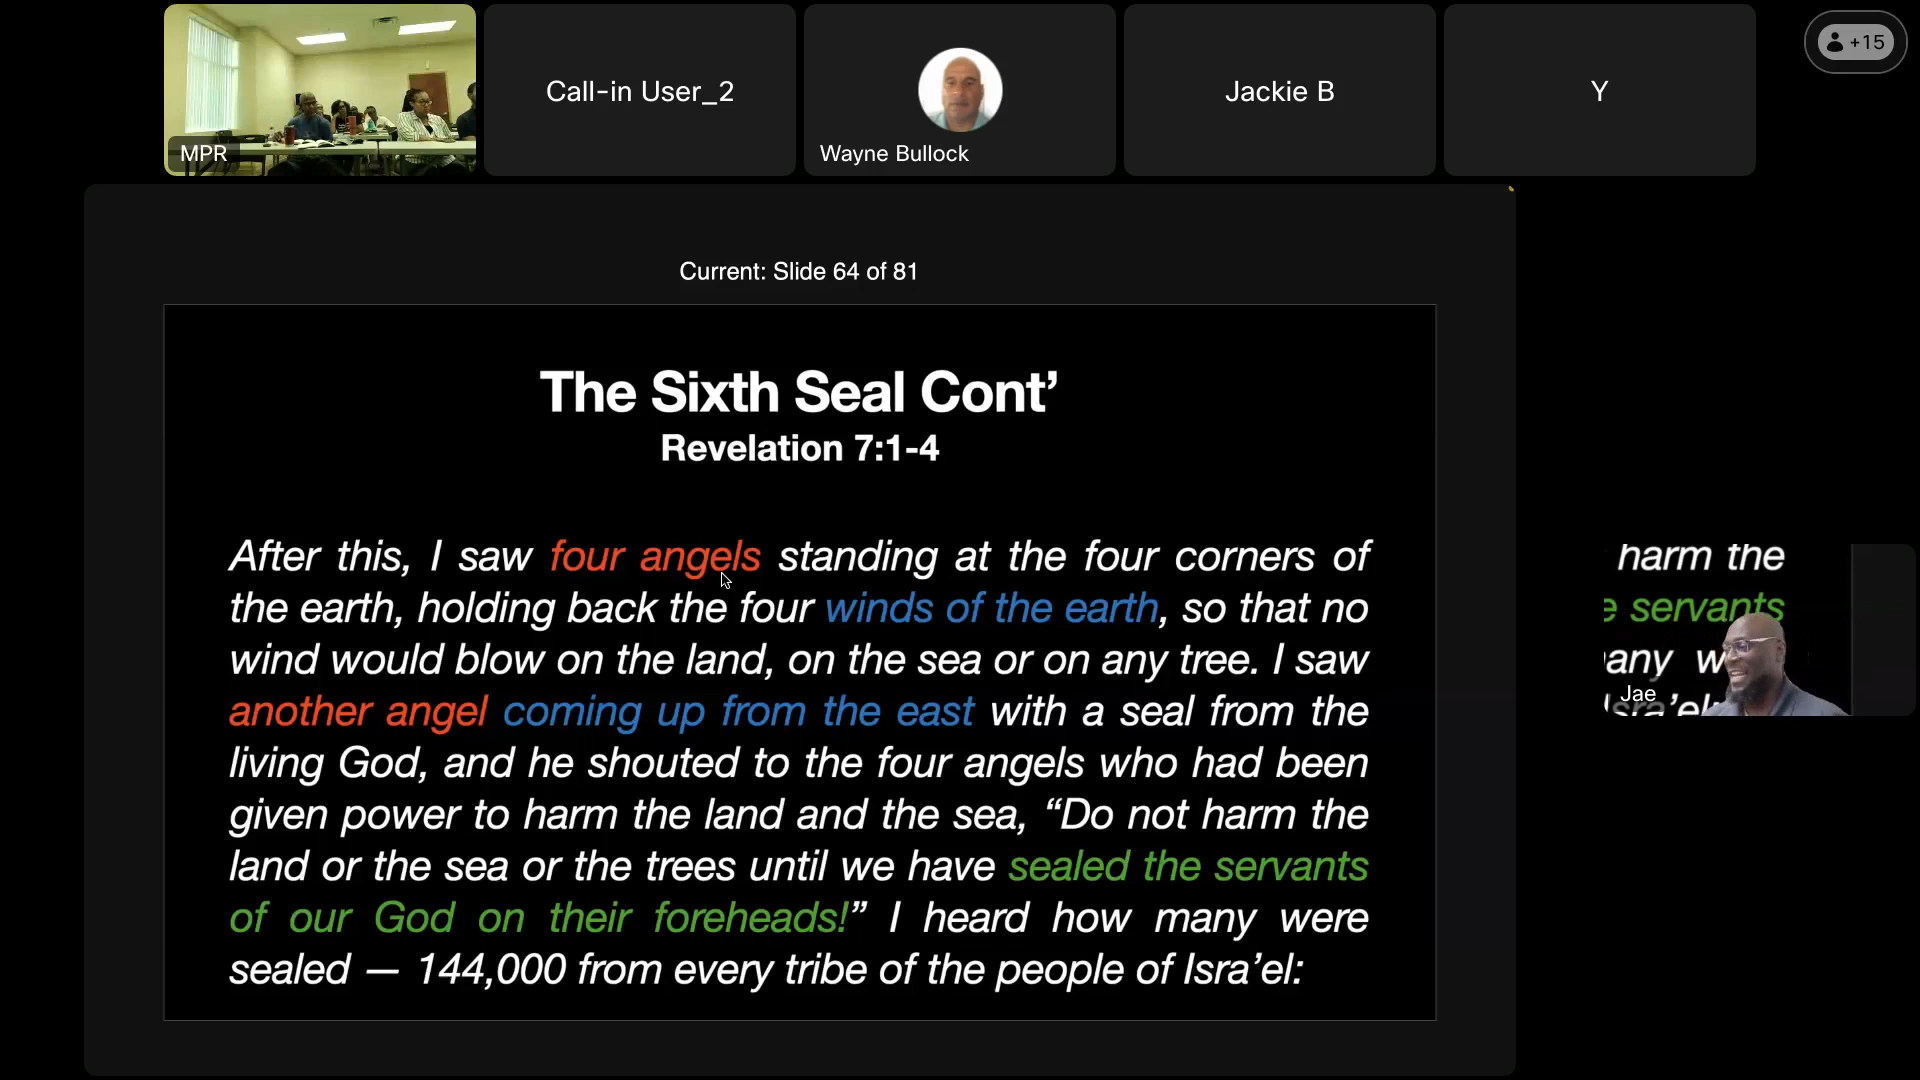 +15
MPR
Call-in User_2
Wayne Bullock
Jackie B
Y
Current: Slide 64 of 81
The Sixth Seal Cont’
Revelation 7:1-4
After this, I saw four angels standing at the four corners of
the earth, holding back the four winds of the earth, so that no
wind would blow on the land, on the sea or on any tree. I saw
another angel coming up from the east with a seal from the
living God, and he shouted to the four angels who had been
given power to harm the land and the sea, “Do not harm the
land or the sea or the trees until we have sealed the servants
of our God on their foreheads!” I heard how many were
sealed — 144,000 from every tribe of the people of Isra’el:
harm the
e servants
any w
Jae
Isra’el